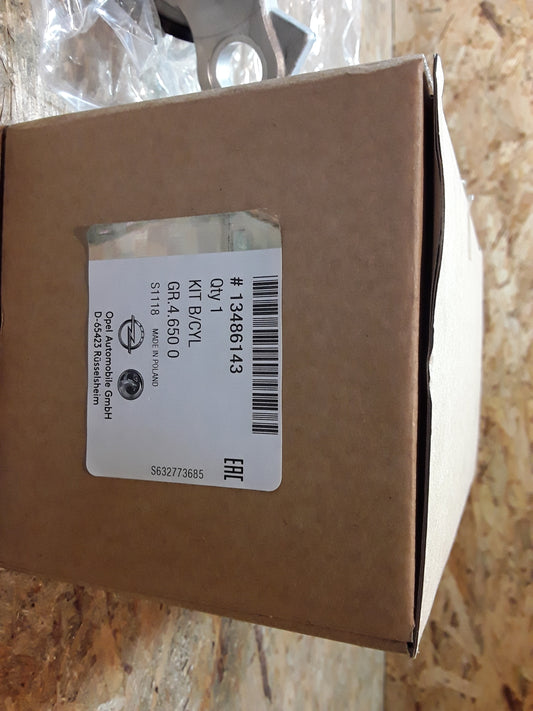 # 13486143
Qty 1
KIT B/CYL
GR.4.650 0
S1118 MADE IN POLAND
Opel Automobile GmbH
D-65423 Rüsselsheim
EAC
S632773685